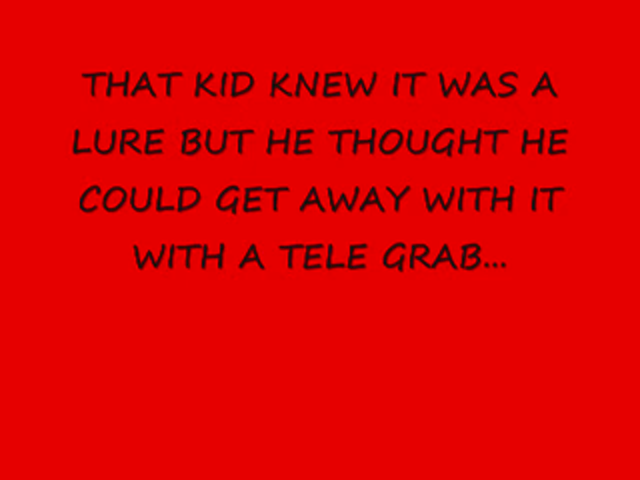 THAT KID KNEW IT WAS A
LURE BUT HE THOUGHT HE
COULD GET AWAY WITH IT
WITH A TELE GRAB...